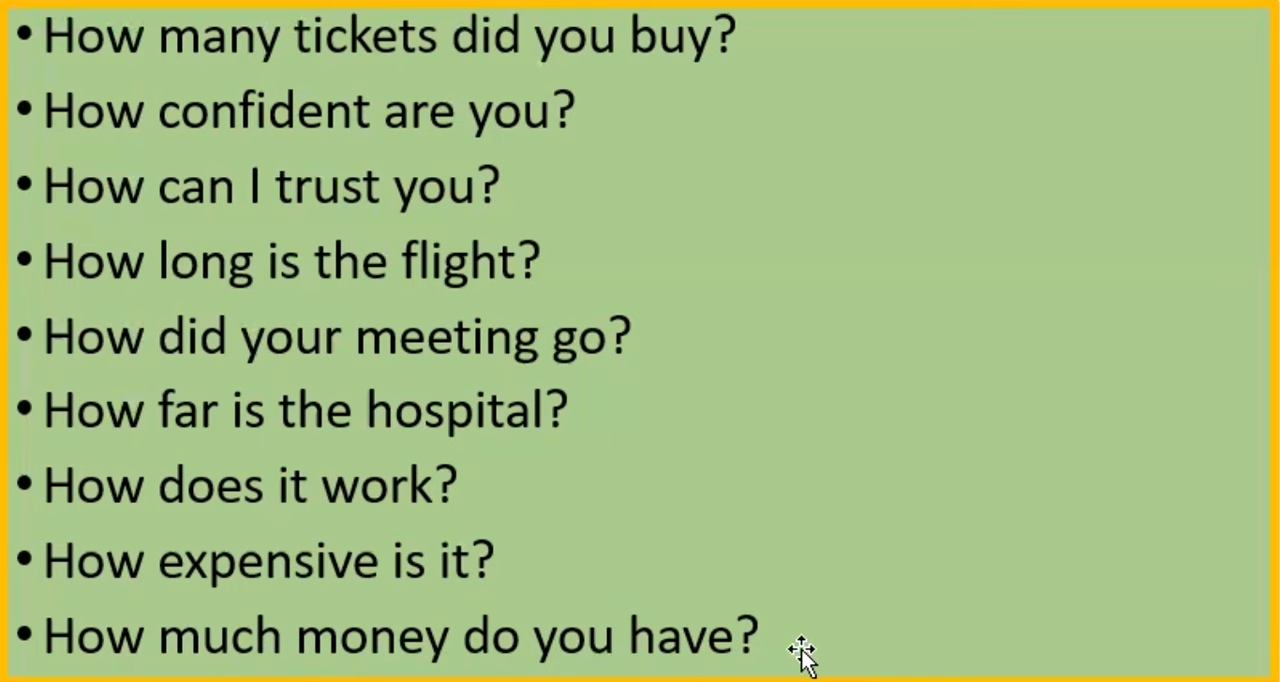 • How many tickets did you buy?
• How confident are you?
• How can I trust you?
• How long is the flight?
• How did your meeting go?
• How far is the hospital?
• How does it work?
• How expensive is it?
• How much money do you have?